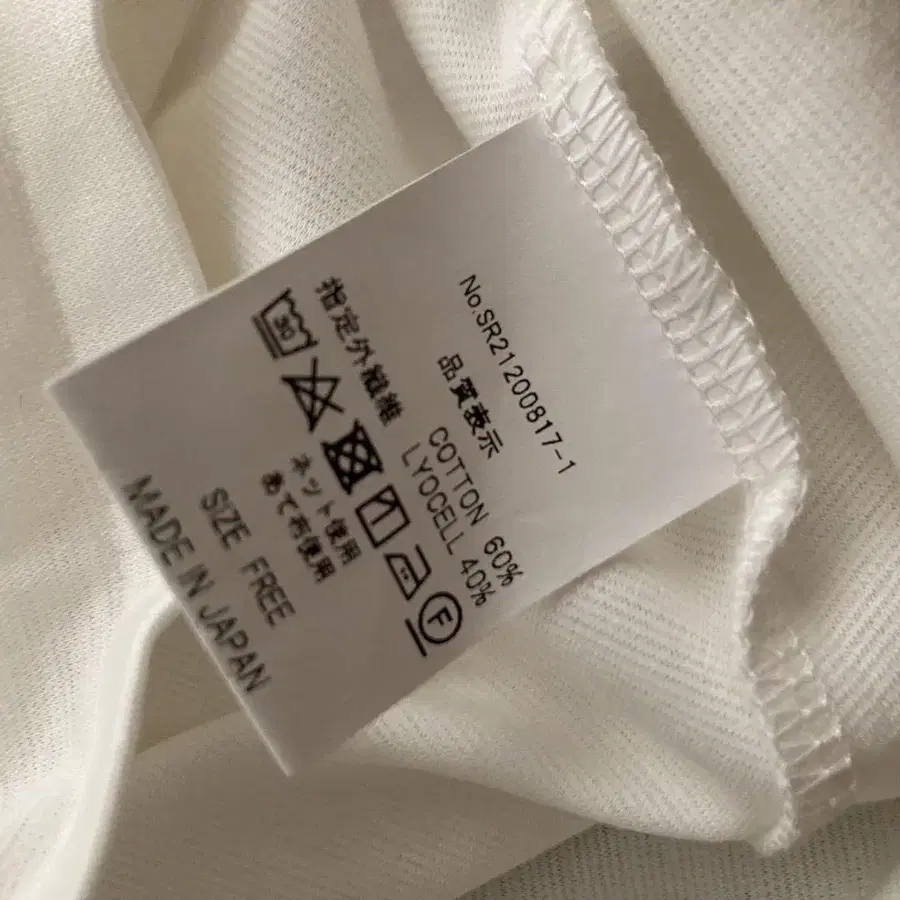 No.SR21200817-1
品質表示
COTTON 60%
LYOCELL 40%
指定外繊維
30
F
ネット使用
あて布使用
SIZE FREE
MADE IN JAPAN